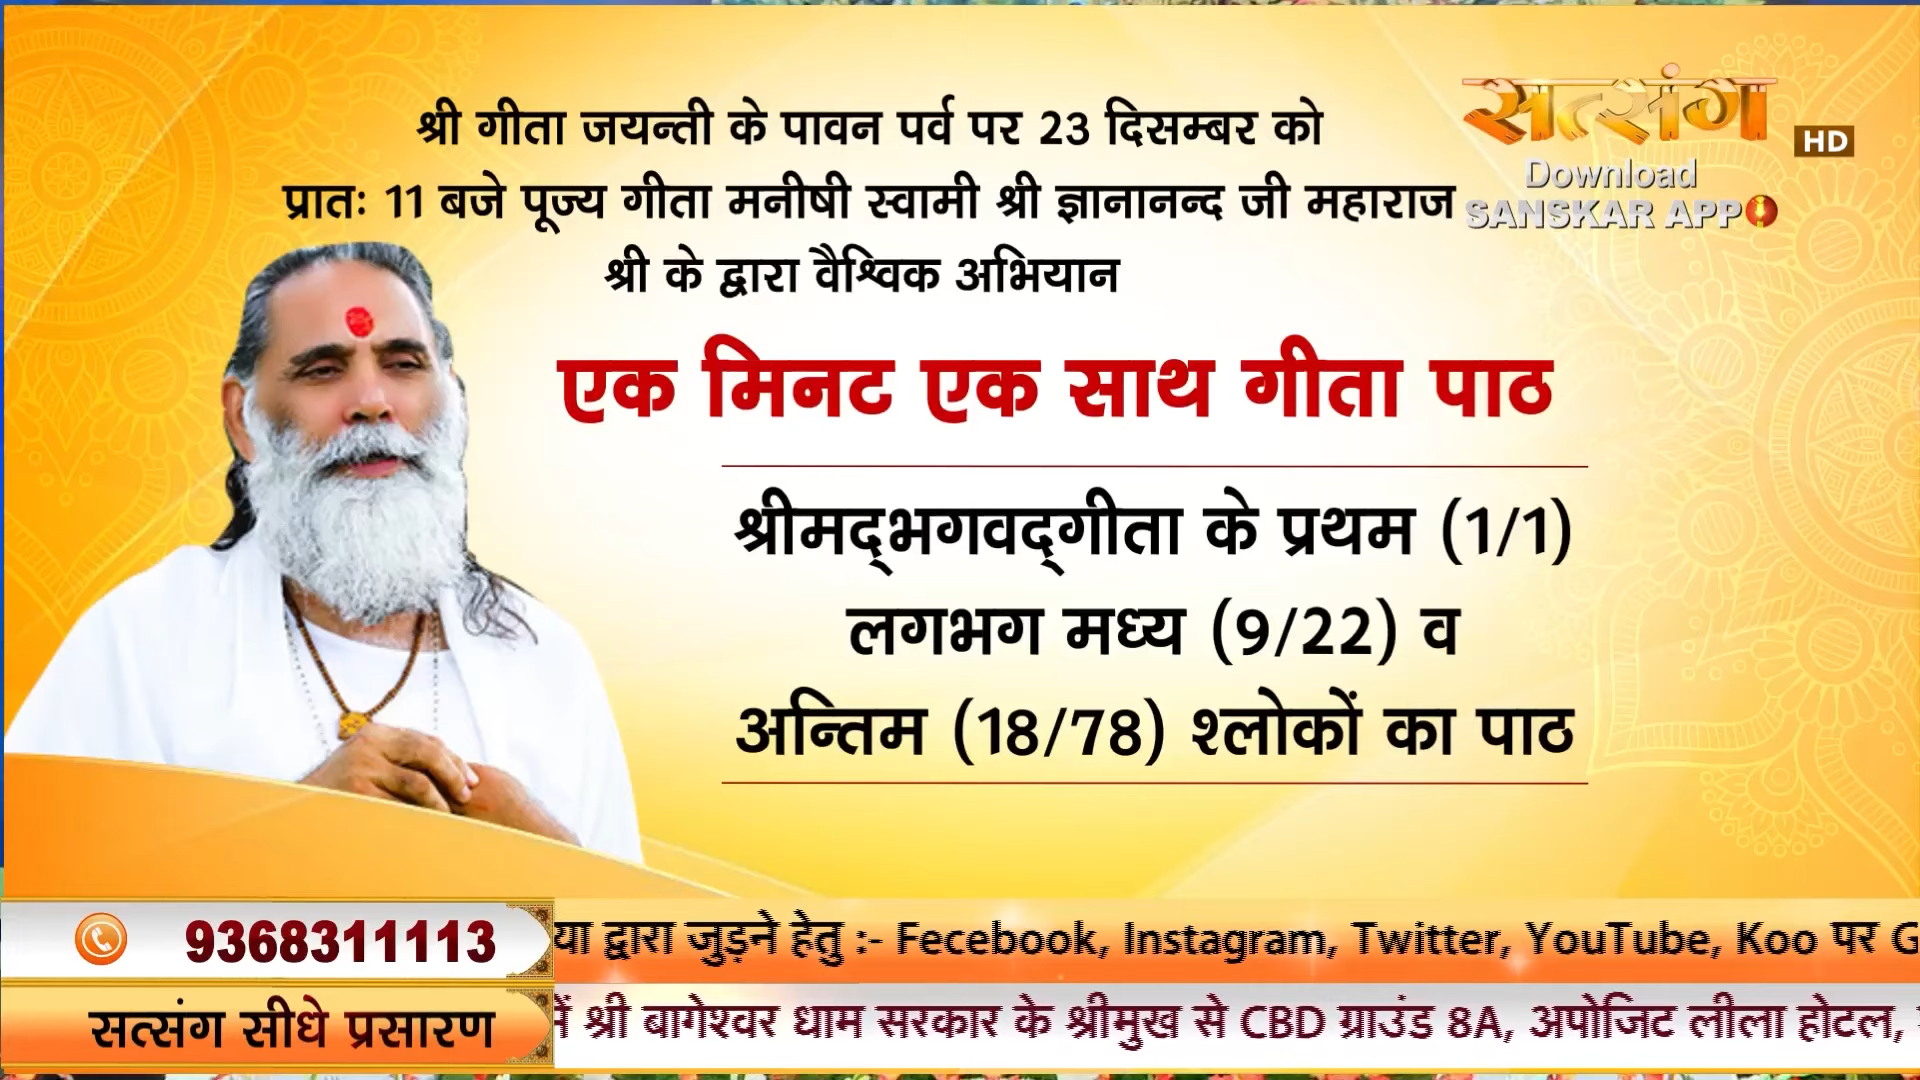 श्री गीता जयन्ती के पावन पर्व पर 23 दिसम्बर को
प्रातः 11 बजे पूज्य गीता मनीषी स्वामी श्री ज्ञानानन्द जी महाराज
श्री के द्वारा वैश्विक अभियान
सत्संग
HD
Download
SANSKAR APP
एक मिनट एक साथ गीता पाठ
श्रीमद्‌भगवद्‌गीता के प्रथम (1/1)
लगभग मध्य (9/22) व
अन्तिम (18/78) श्लोकों का पाठ
9368311113
या द्वारा जुड़ने हेतु :- Fecebook, Instagram, Twitter, YouTube, Koo पर G
सत्संग सीधे प्रसारण
में श्री बागेश्वर धाम सरकार के श्रीमुख से CBD ग्राउंड 8A, अपोजिट लीला होटल,